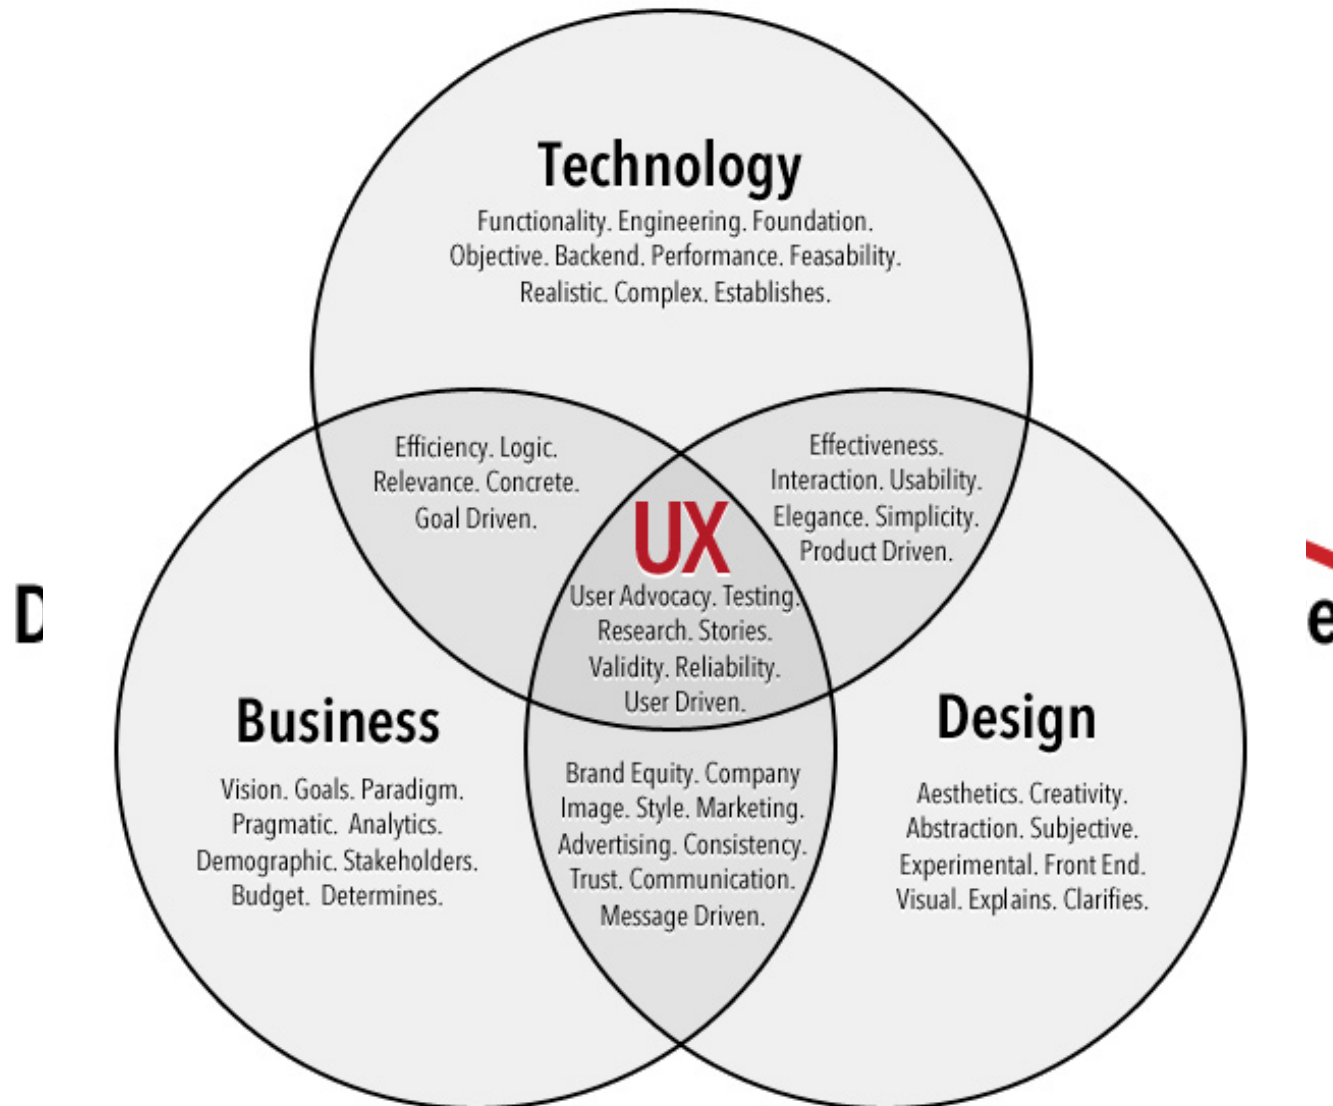 Technology
Functionality. Engineering. Foundation.
Objective. Backend. Performance. Feasability.
Realistic. Complex. Establishes.
Efficiency. Logic.
Relevance. Concrete.
Goal Driven.
Effectiveness.
Interaction. Usability.
Elegance. Simplicity.
Product Driven.
UX
User Advocacy. Testing.
Research. Stories.
Validity. Reliability.
User Driven.
Business
Vision. Goals. Paradigm.
Pragmatic. Analytics.
Demographic. Stakeholders.
Budget. Determines.
Brand Equity. Company
Image. Style. Marketing.
Advertising. Consistency.
Trust. Communication.
Message Driven.
Design
Aesthetics. Creativity.
Abstraction. Subjective.
Experimental. Front End.
Visual. Explains. Clarifies.